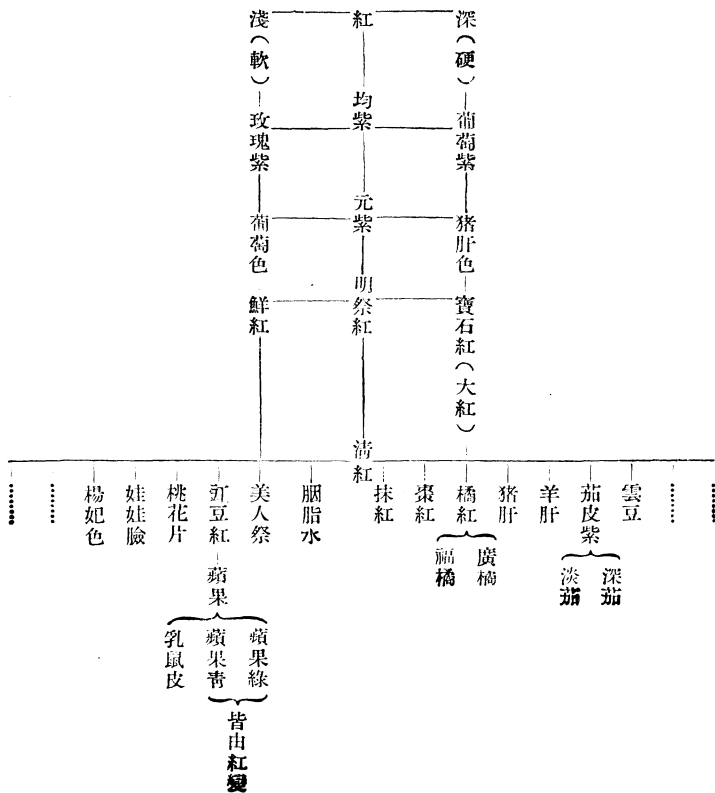 深（硬）
紅
淺（軟）
葡萄紫
均紫
玫瑰紫
猪肝色
元紫
葡萄色
寶石紅（大紅）
明祭紅
鮮紅
清紅
雲豆
茄皮紫
羊肝
猪肝
橘紅
棗紅
抹紅
胭脂水
美人祭
豇豆紅
桃花片
娃娃臉
楊妃色
深茄
淡茄
廣橘
福橘
蘋果
蘋果綠
蘋果青
乳鼠皮
皆由紅變